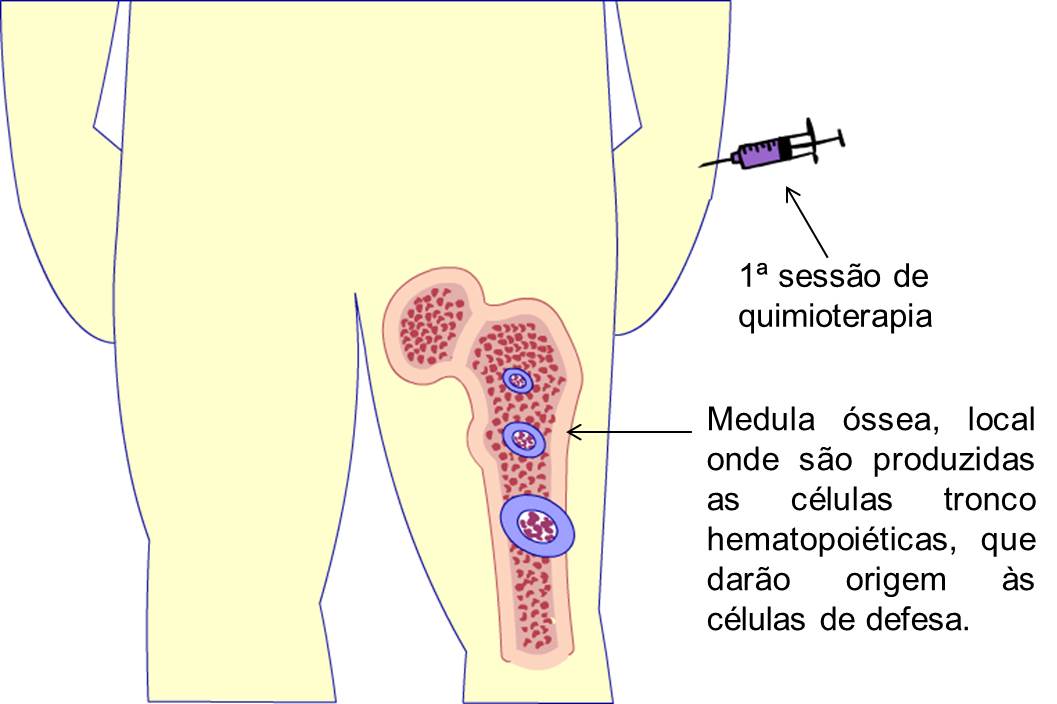 1ª sessão de
quimioterapia
Medula óssea, local
onde são produzidas
as células tronco
hematopoiéticas, que
darão origem às
células de defesa.